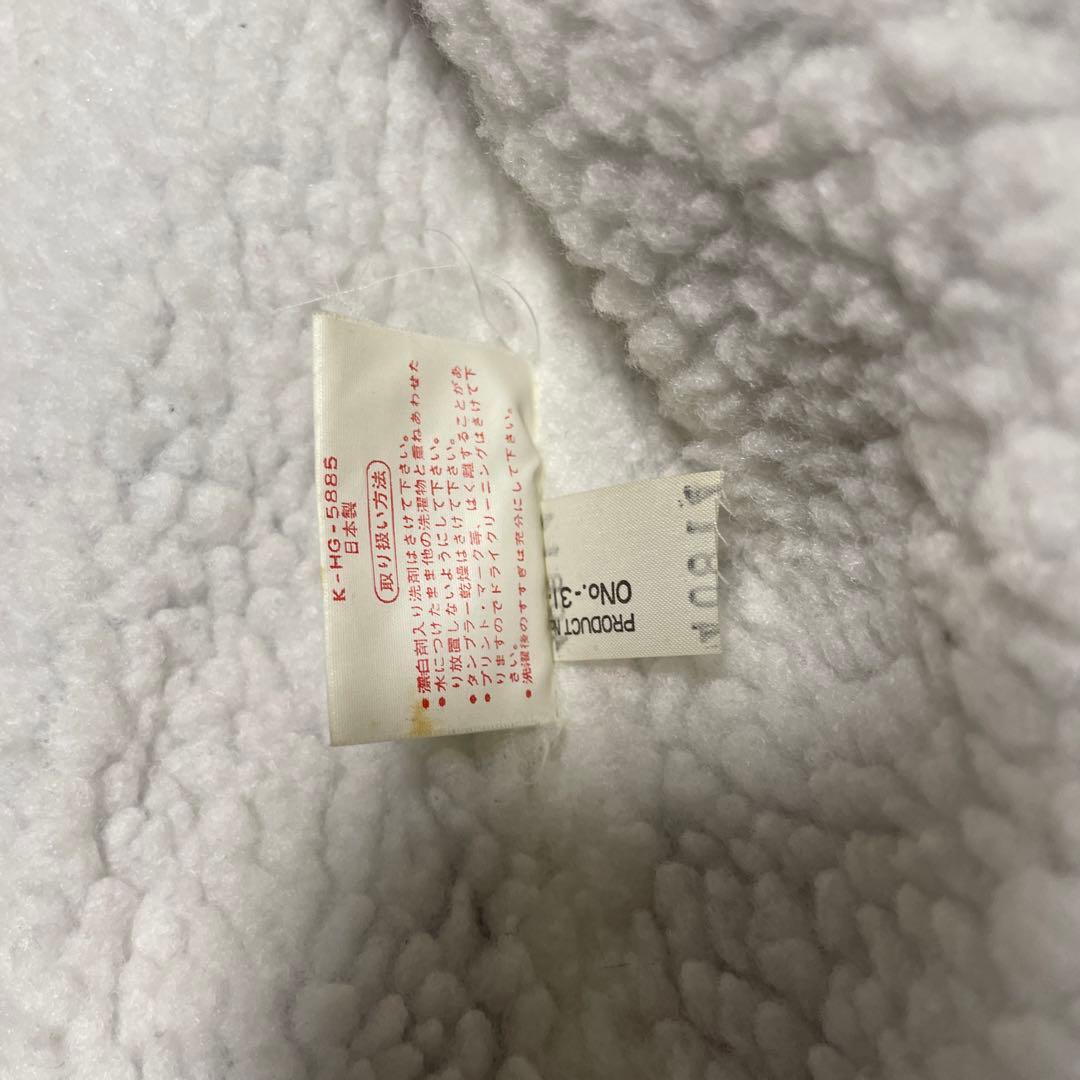 K-HG-5885
日本製
取り扱い方法
●漂白剤入り洗剤はさけて下さい。
●水につけたまま他の洗濯物と重ねあわせた
り放置しないようにして下さい。
●タンブラー乾燥はさけて下さい。
●プリント・マーク等、はく離することがあ
りますのでドライクリーニングはさけて下
さい。
●洗濯後のすすぎは充分にして下さい。
PRODUCT
ONo.-31